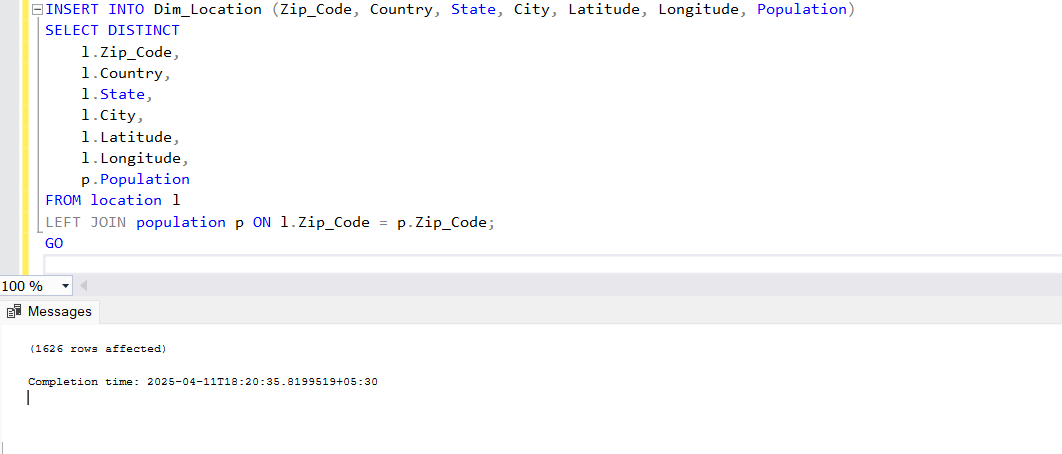 INSERT INTO Dim_Location (Zip_Code, Country, State, City, Latitude, Longitude, Population)
SELECT DISTINCT
    l.Zip_Code,
    l.Country,
    l.State,
    l.City,
    l.Latitude,
    l.Longitude,
    p.Population
FROM location l
LEFT JOIN population p ON l.Zip_Code = p.Zip_Code;
GO
100 %
Messages
(1626 rows affected)
Completion time: 2025-04-11T18:20:35.8199519+05:30